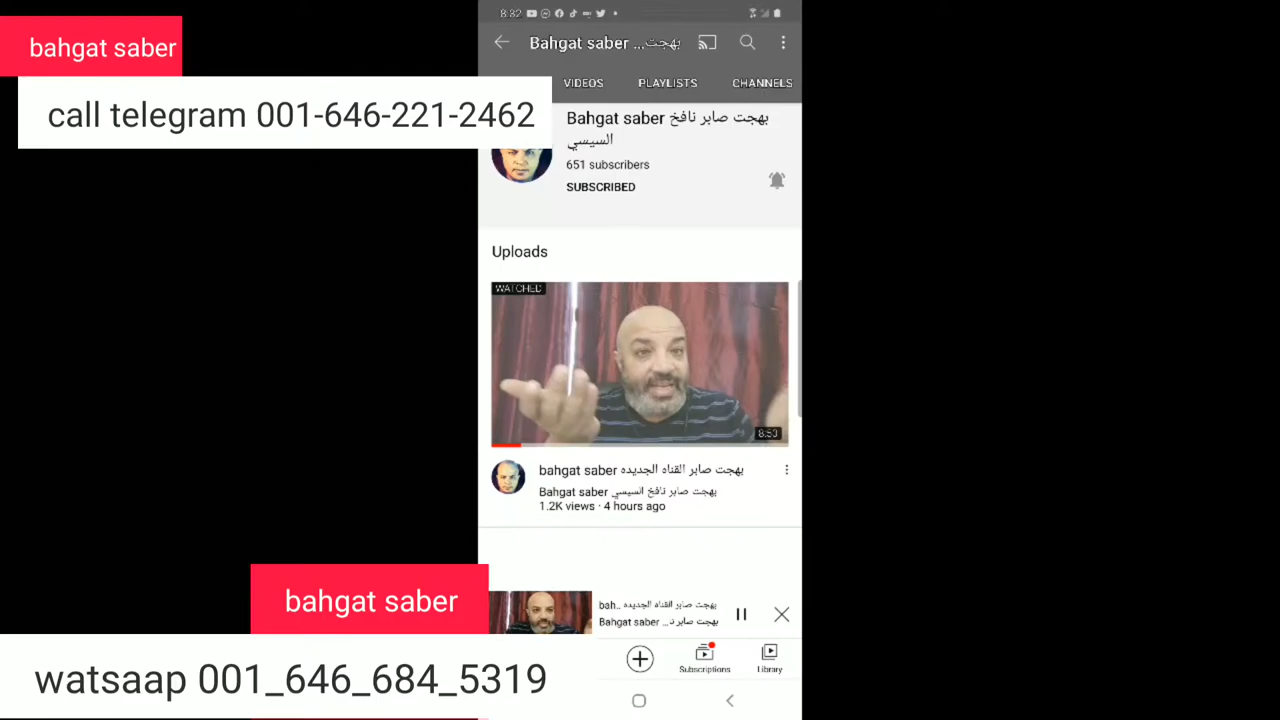 bahgat saber
call telegram 001-646-221-2462
8:32
Bahgat saber ...بهجت
VIDEOS PLAYLISTS CHANNELS
Bahgat saber بهجت صابر نافخ
السيسي
651 subscribers
SUBSCRIBED
Uploads
WATCHED
8:53
bahgat saber بهجت صابر القناه الجديده
Bahgat saber بهجت صابر نافخ السيسي
1.2K views · 4 hours ago
bahgat saber
bah.. بهجت صابر القناه الجديده
Bahgat saber ...بهجت صابر نـ
Subscriptions Library
watsaap 001_646_684_5319